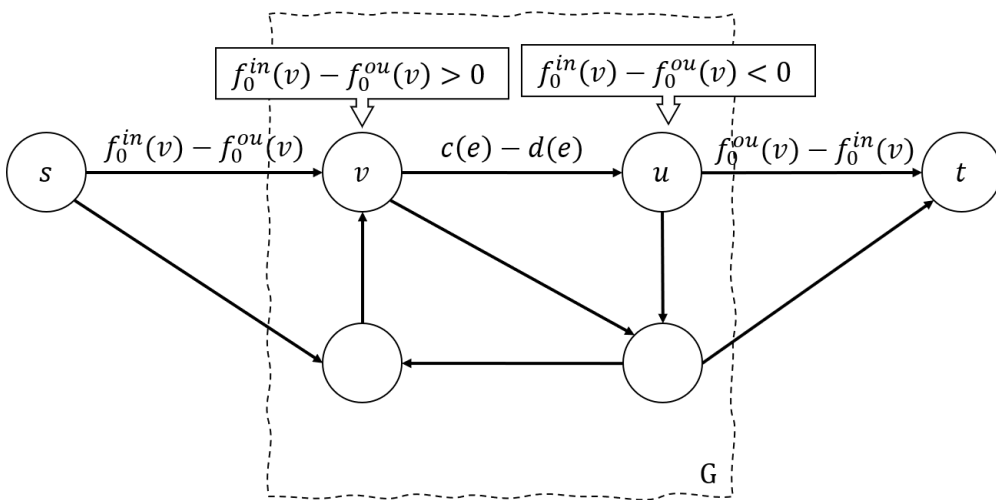 f_0^{in}(v) − f_0^{ou}(v) > 0
f_0^{in}(v) − f_0^{ou}(v) < 0
f_0^{in}(v) − f_0^{ou}(v)
c(e) − d(e)
f_0^{ou}(v) − f_0^{in}(v)
s
v
u
t
G